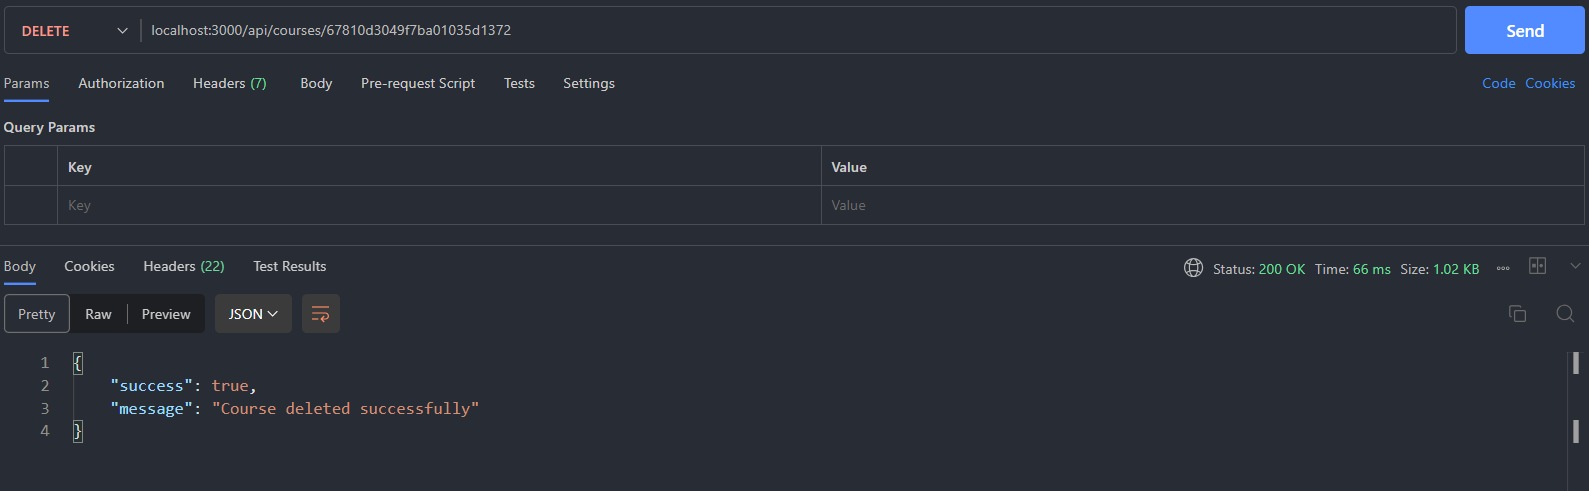 DELETE localhost:3000/api/courses/67810d3049f7ba01035d1372 Send
Params Authorization Headers (7) Body Pre-request Script Tests Settings Code Cookies
Query Params
Key Value
Key Value
Body Cookies Headers (22) Test Results Status: 200 OK Time: 66 ms Size: 1.02 KB
Pretty Raw Preview JSON
1 {
2 "success": true,
3 "message": "Course deleted successfully"
4 }